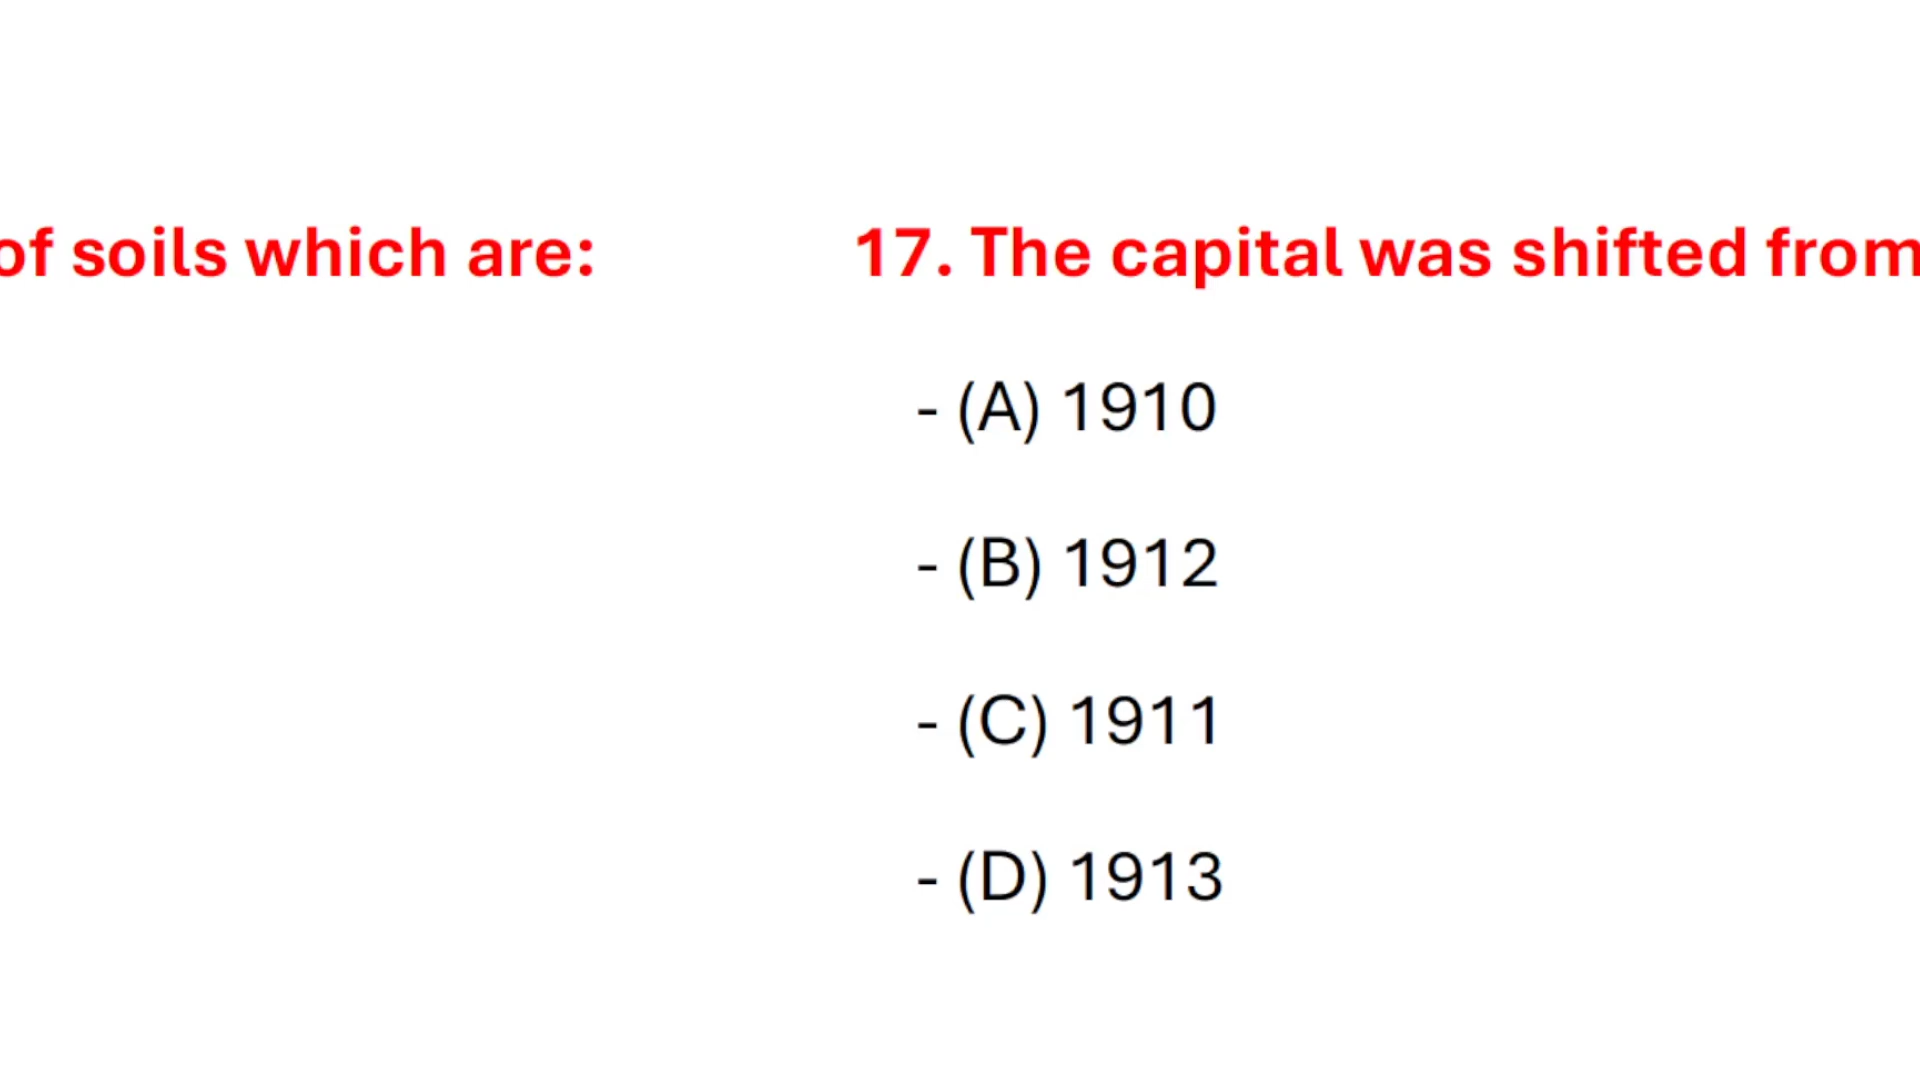 of soils which are:
17. The capital was shifted from
- (A) 1910
- (B) 1912
- (C) 1911
- (D) 1913